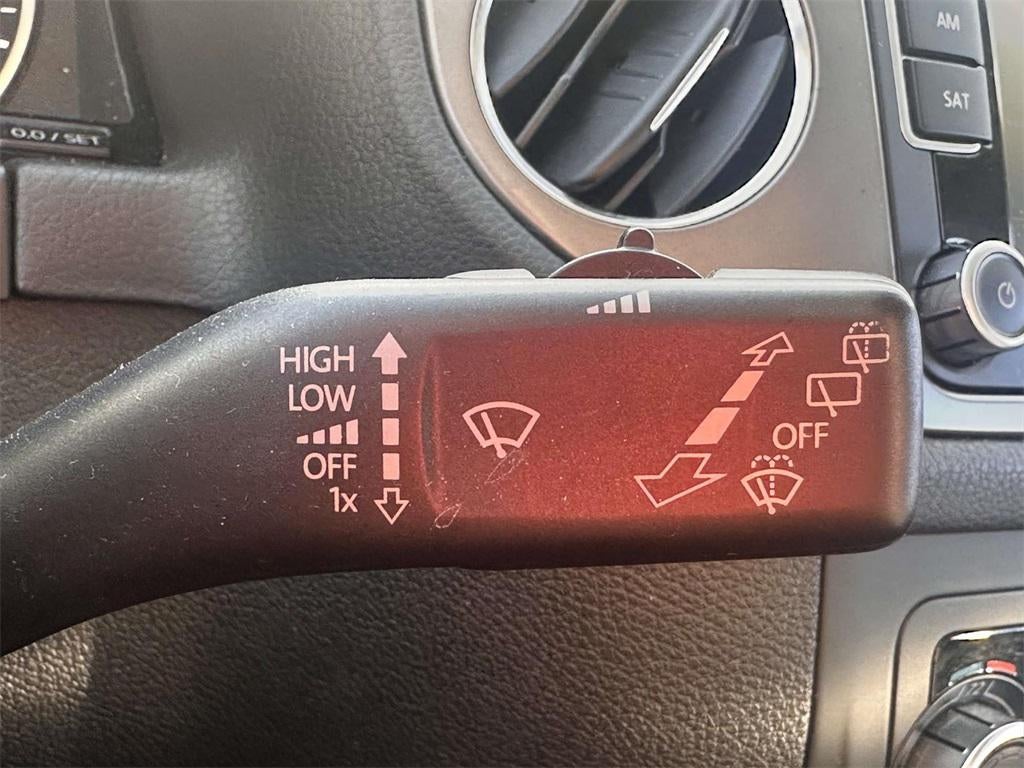 AM
SAT
0.0 / SET
HIGH
LOW
OFF
1x
OFF